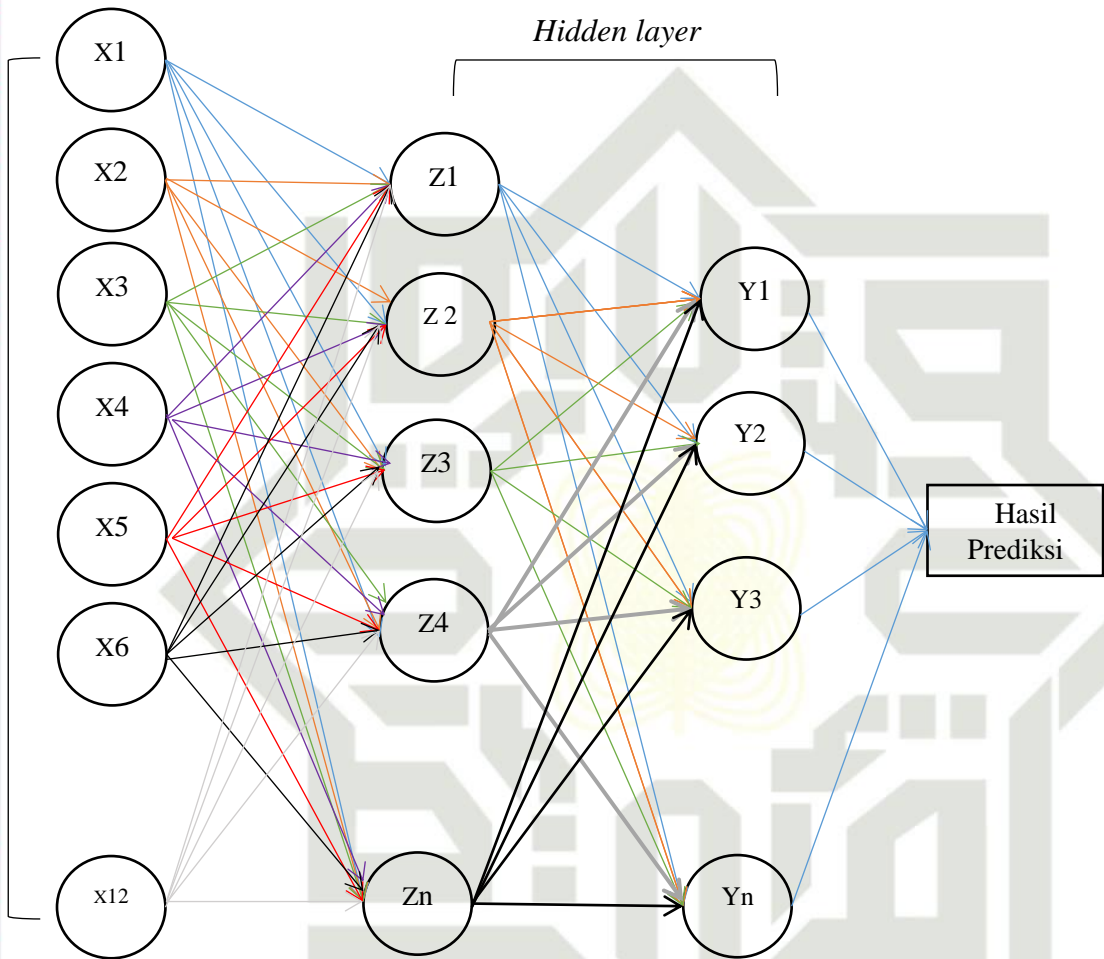 Hidden layer
X1
X2
X3
X4
X5
X6
X12
Z1
Z 2
Z3
Z4
Zn
Y1
Y2
Y3
Yn
Hasil
Prediksi